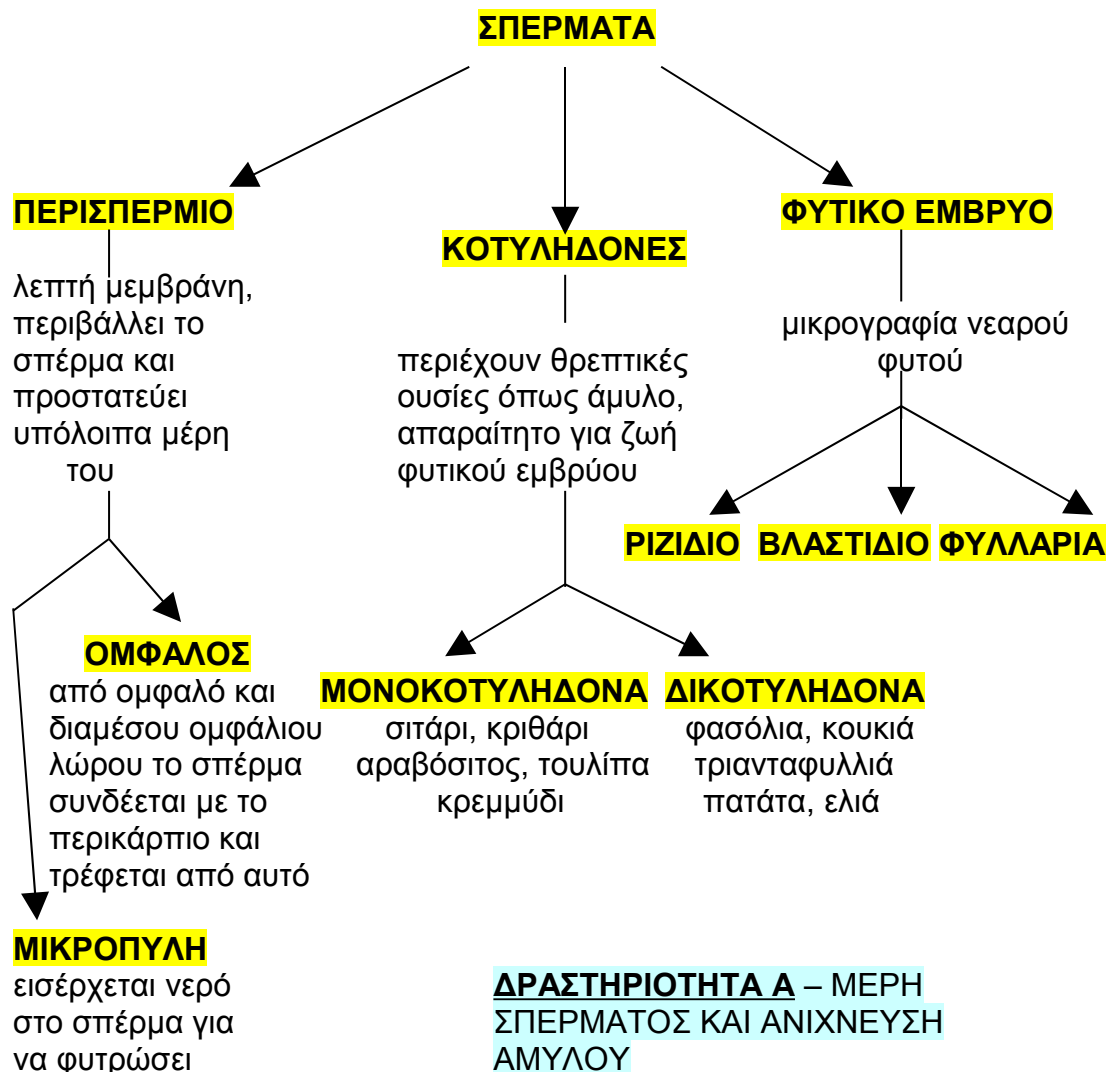 ΣΠΕΡΜΑΤΑ
ΠΕΡΙΣΠΕΡΜΙΟ
λεπτή μεμβράνη,
περιβάλλει το
σπέρμα και
προστατεύει
υπόλοιπα μέρη
του
ΟΜΦΑΛΟΣ
από ομφαλό και
διαμέσου ομφάλιου
λώρου το σπέρμα
συνδέεται με το
περικάρπιο και
τρέφεται από αυτό
ΜΙΚΡΟΠΥΛΗ
εισέρχεται νερό
στο σπέρμα για
να φυτρώσει
ΚΟΤΥΛΗΔΟΝΕΣ
περιέχουν θρεπτικές
ουσίες όπως άμυλο,
απαραίτητο για ζωή
φυτικού εμβρύου
ΜΟΝΟΚΟΤΥΛΗΔΟΝΑ
σιτάρι, κριθάρι
αραβόσιτος, τουλίπα
κρεμμύδι
ΔΙΚΟΤΥΛΗΔΟΝΑ
φασόλια, κουκιά
τριανταφυλλιά
πατάτα, ελιά
ΦΥΤΙΚΟ ΕΜΒΡΥΟ
μικρογραφία νεαρού
φυτού
ΡΙΖΙΔΙΟ ΒΛΑΣΤΙΔΙΟ ΦΥΛΛΑΡΙΑ
ΔΡΑΣΤΗΡΙΟΤΗΤΑ Α – ΜΕΡΗ
ΣΠΕΡΜΑΤΟΣ ΚΑΙ ΑΝΙΧΝΕΥΣΗ
ΑΜΥΛΟΥ